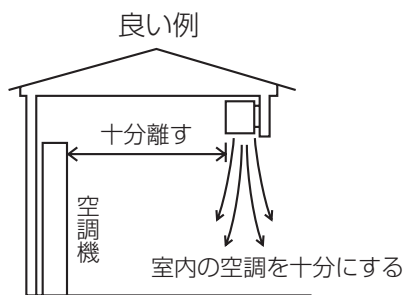 良い例
十分離す
空調機
室内の空調を十分にする